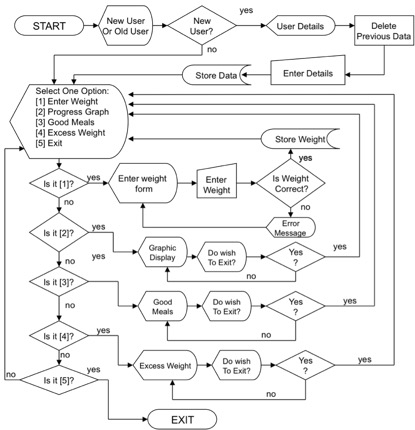 START
New User
Or Old User
New
User?
yes
User Details
Delete
Previous Data
no
Store Data
Enter Details
Select One Option:
[1] Enter Weight
[2] Progress Graph
[3] Good Meals
[4] Excess Weight
[5] Exit
Store Weight
yes
Is it [1]?
yes
Enter weight
form
Enter
Weight
Is Weight
Correct?
no
no
Error
Message
Is it [2]?
yes
Graphic
Display
Do wish
To Exit?
Yes
?
yes
no
no
yes
Is it [3]?
Good
Meals
Do wish
To Exit?
Yes
?
yes
no
no
Is it [4]?
yes
Excess Weight
Do wish
To Exit?
Yes
?
yes
no
no
no
Is it [5]?
yes
EXIT